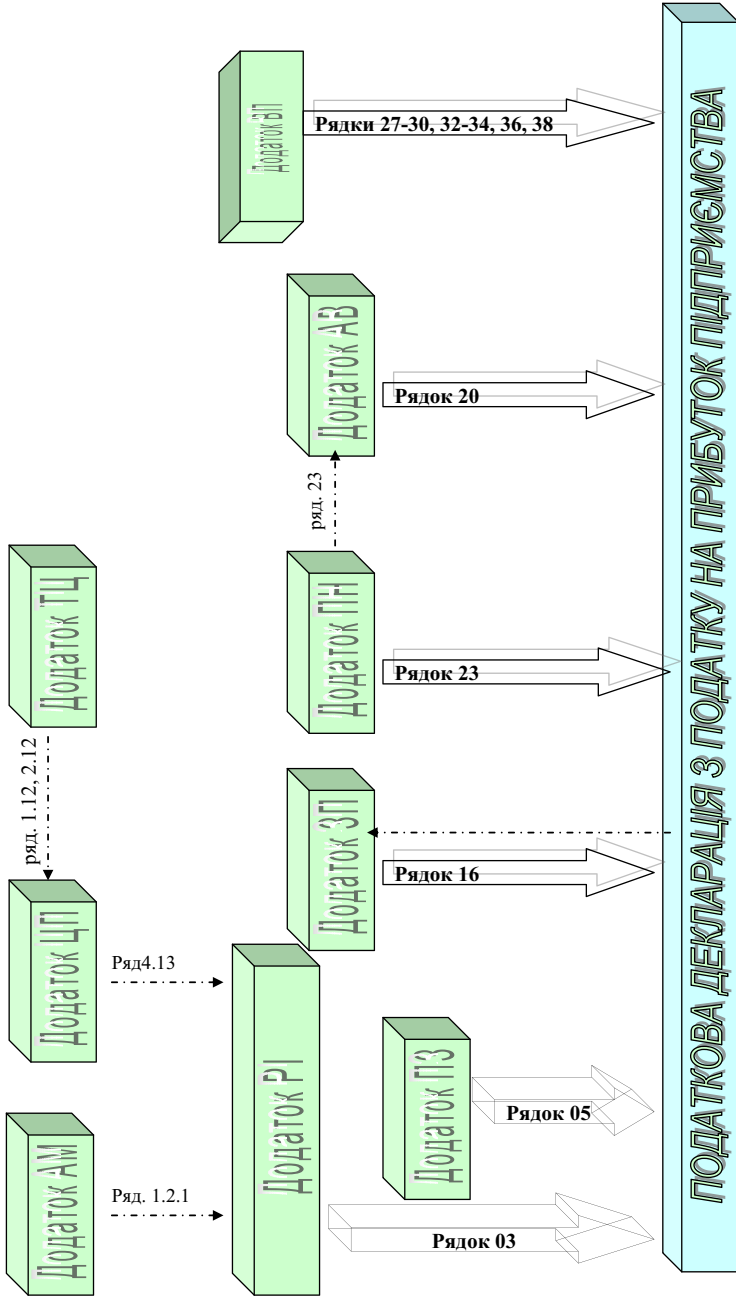 Додаток ВП
Рядки 27-30, 32-34, 36, 38
Додаток АВ
Рядок 20
ряд. 23
Додаток ТЦ
Додаток ПН
Рядок 23
ряд. 1.12, 2.12
Додаток ЗП
Рядок 16
Додаток ЦП
Ряд4.13
Додаток РІ
Додаток ПЗ
Рядок 05
Додаток АМ
Ряд. 1.2.1
Рядок 03
ПОДАТКОВА ДЕКЛАРАЦІЯ З ПОДАТКУ НА ПРИБУТОК ПІДПРИЄМСТВА